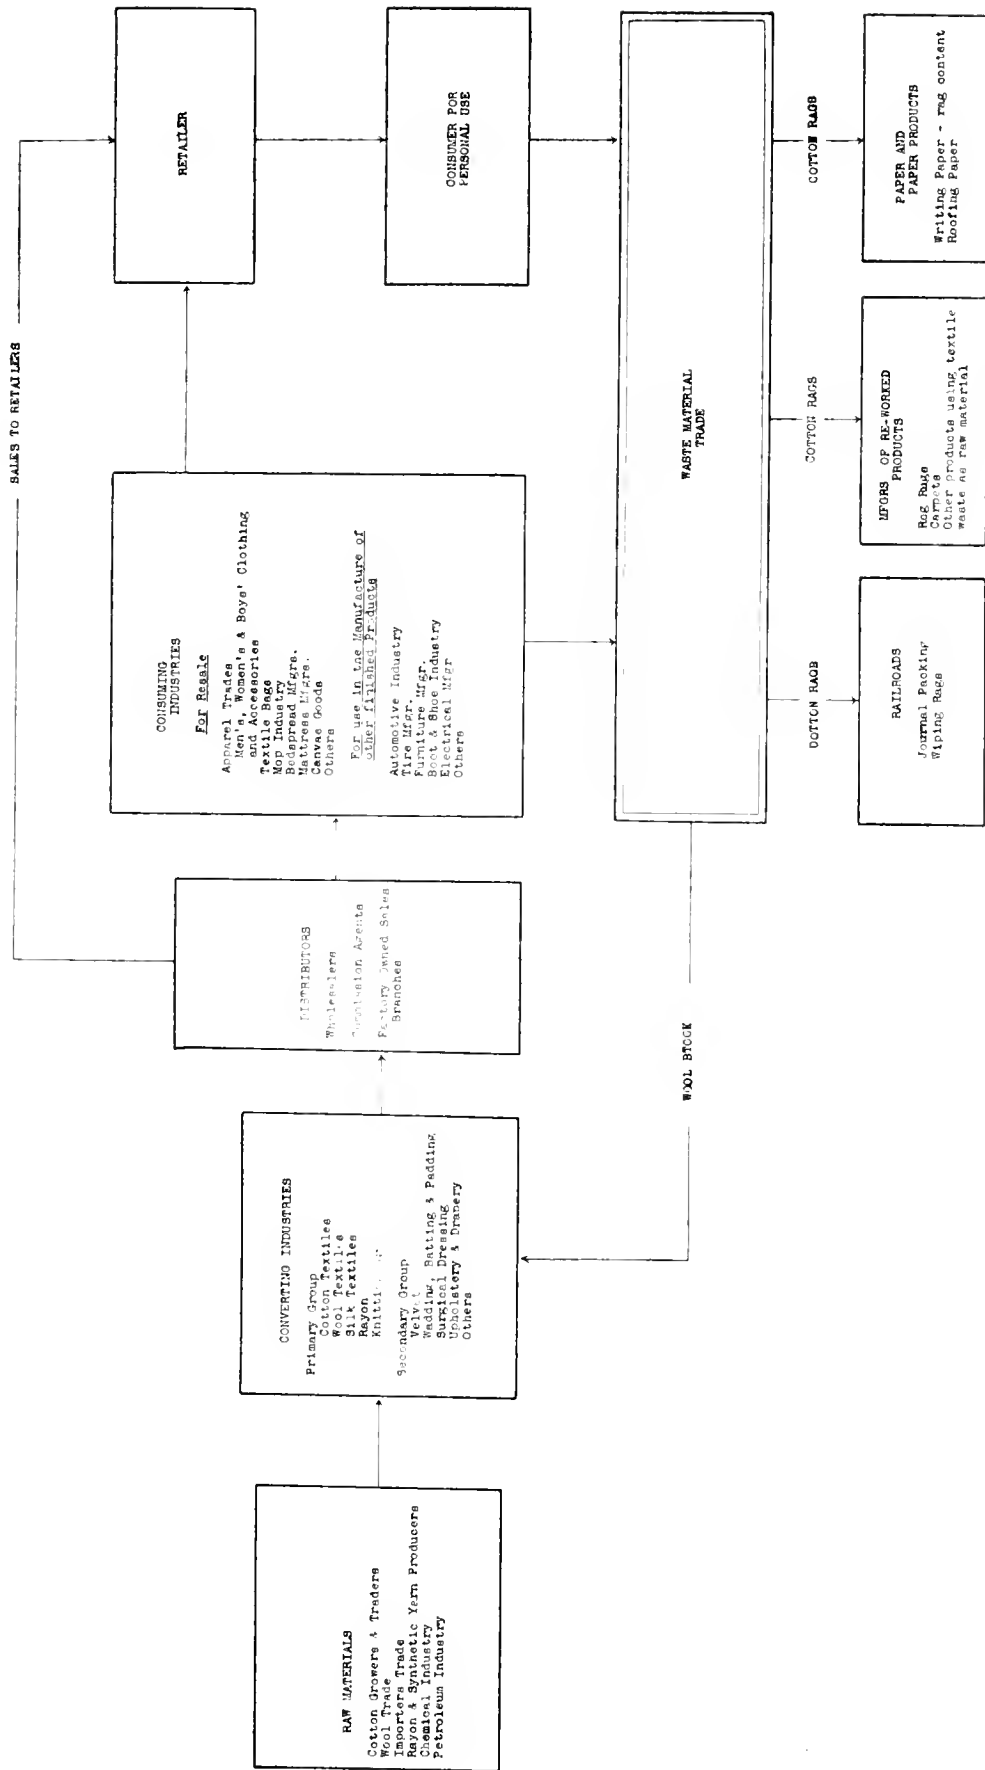 SALES TO RETAILERS
RAW MATERIALS
Cotton Growers & Traders
Wool Trade
Importers Trade
Rayon & Synthetic Yarn Producers
Chemical Industry
Petroleum Industry
CONVERTING INDUSTRIES
Primary Group
Cotton Textiles
Wool Textiles
Silk Textiles
Rayon
Secondary Group
Velvet
Wadding, Batting & Padding
Surgical Dressing
Upholstery & Drapery
Others
DISTRIBUTORS
Wholesalers
Commission Agents
Factory Owned Sales
Branches
CONSUMING
INDUSTRIES
For Resale
Apparel Trades
Men's, Women's & Boys' Clothing
and Accessories
Textile Bags
Mop Industry
Bedspread Mfgrs.
Mattress Mfgrs.
Canvas Goods
Others
For use in the Manufacture of
other finished Products
Automotive Industry
Tire Mfgr.
Furniture Mfgr.
Boot & Shoe Industry
Electrical Mfgr
Others
RETAILER
CONSUMER FOR
PERSONAL USE
WASTE MATERIAL
TRADE
WOOL STOCK
COTTON RAGS
COTTON RAGS
COTTON RAGS
RAILROADS
Journal Packing
Wiping Rags
MFGRS OF RE-WORKED
PRODUCTS
Rag Rugs
Carpets
Other products using textile
waste as raw material
PAPER AND
PAPER PRODUCTS
Writing Paper - rag content
Roofing Paper